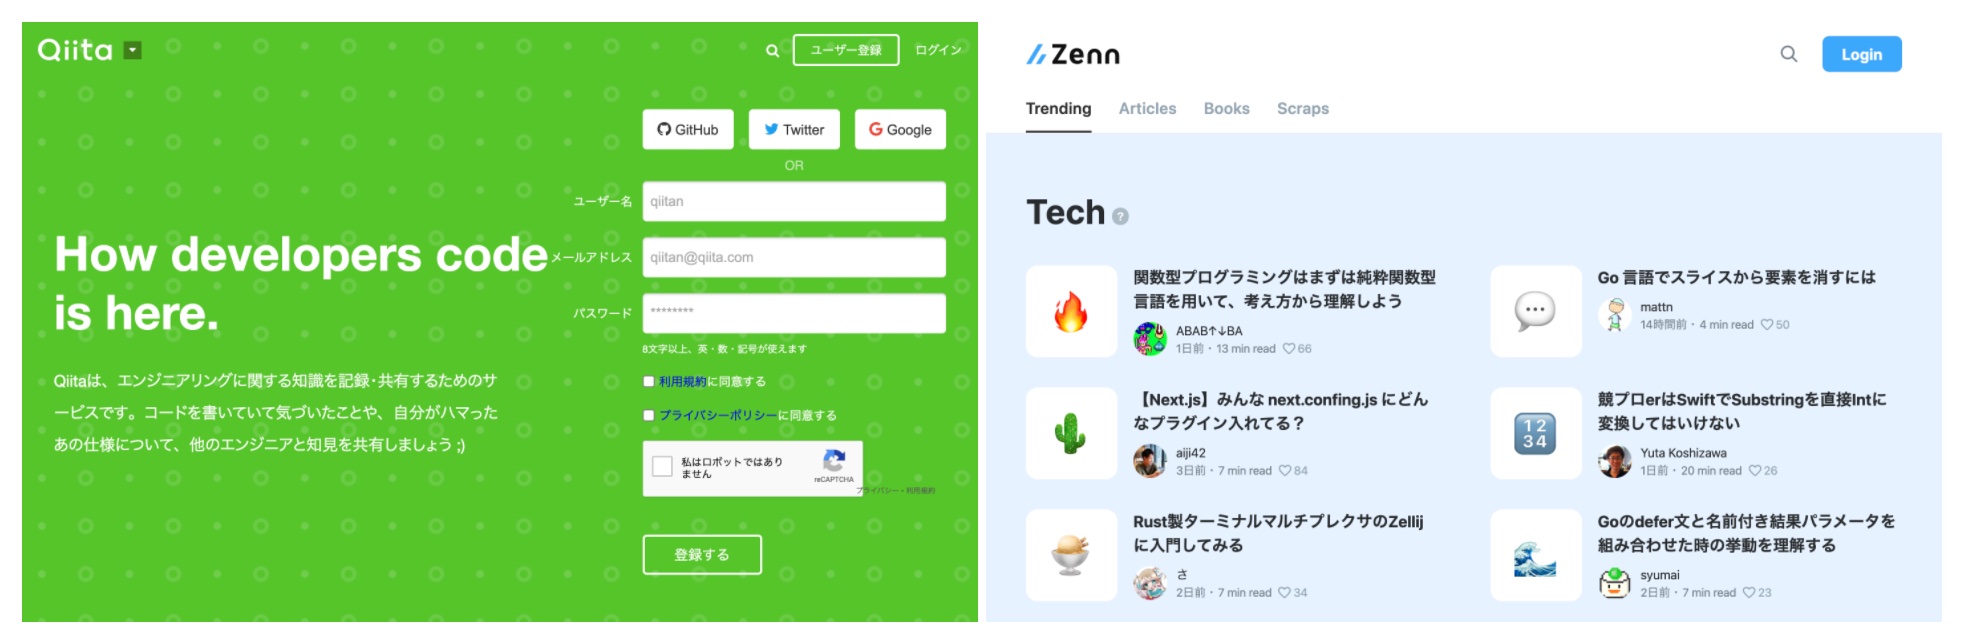 Qiita
ユーザー登録
ログイン
GitHub
Twitter
Google
OR
ユーザー名
qiitan
How developers code
is here.
メールアドレス
qiitan@qiita.com
パスワード
********
8文字以上、英・数・記号が使えます
Qiitaは、エンジニアリングに関する知識を記録・共有するためのサ
ービスです。コードを書いていて気づいたことや、自分がハマった
あの仕様について、他のエンジニアと知見を共有しましょう ;)
利用規約に同意する
プライバシーポリシーに同意する
私はロボットではあり
ません
reCAPTCHA
プライバシー・利用規約
登録する
Zenn
Login
Trending
Articles
Books
Scraps
Tech ?
関数型プログラミングはまずは純粋関数型
言語を用いて、考え方から理解しよう
ABAB↑↓BA
1日前・13 min read ♡66
Go 言語でスライスから要素を消すには
mattn
14時間前・4 min read ♡50
【Next.js】みんな next.confing.js にどん
なプラグイン入れてる？
aiji42
3日前・7 min read ♡84
1234
競プロerはSwiftでSubstringを直接Intに
変換してはいけない
Yuta Koshizawa
1日前・20 min read ♡26
Rust製ターミナルマルチプレクサのZellij
に入門してみる
さ
2日前・7 min read ♡34
Goのdefer文と名前付き結果パラメータを
組み合わせた時の挙動を理解する
syumai
2日前・7 min read ♡23